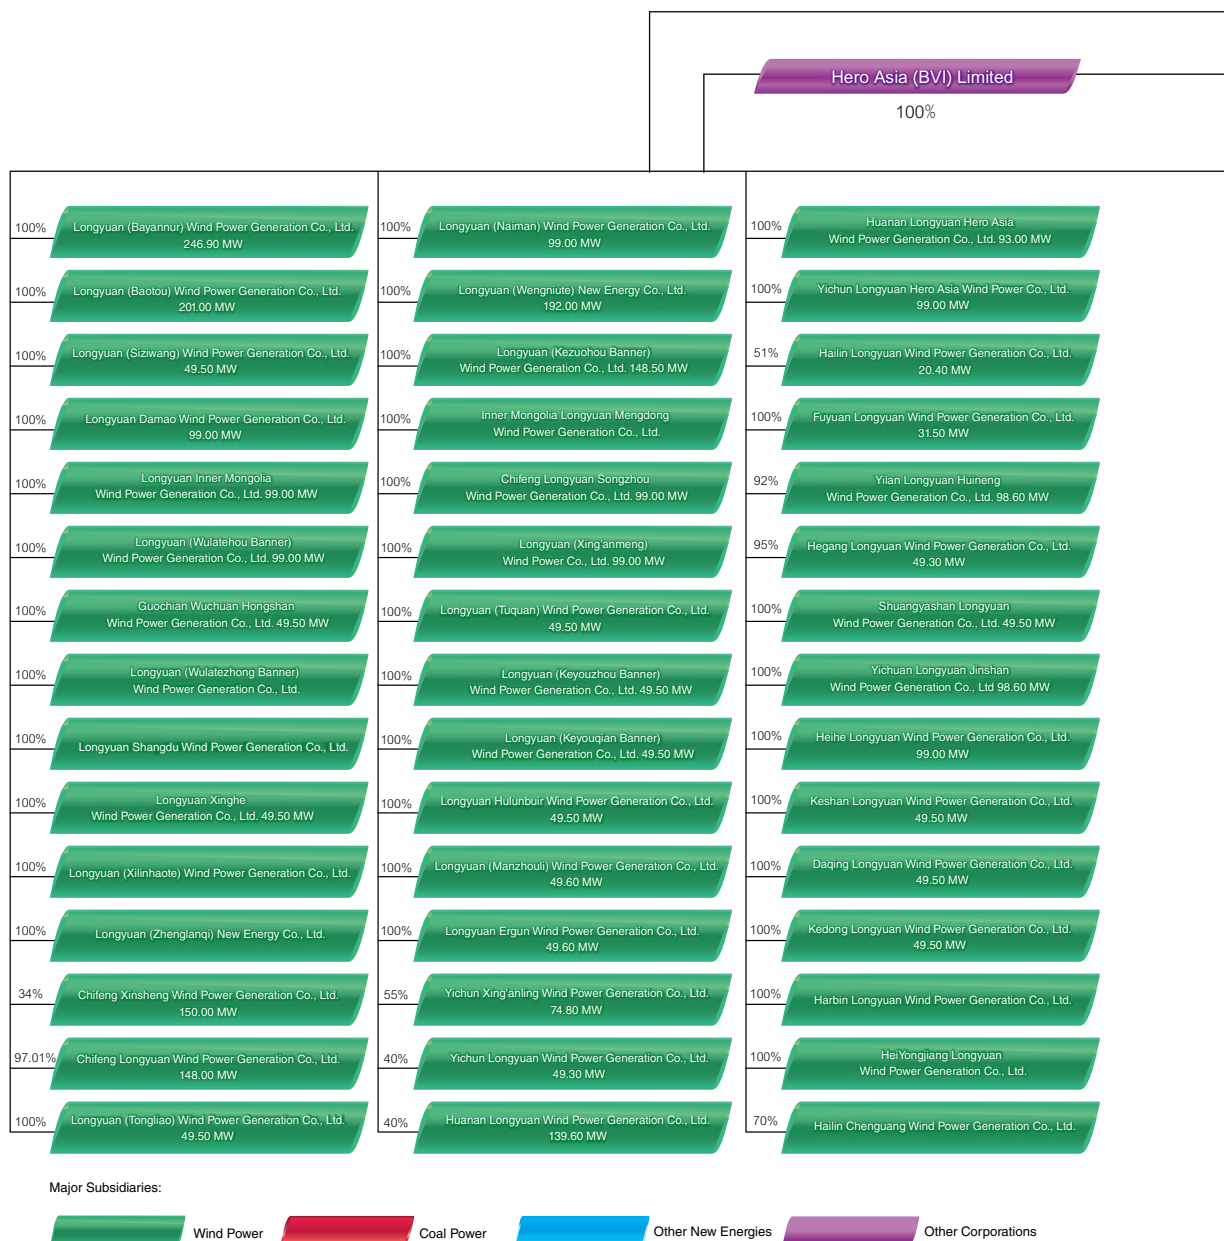 Hero Asia (BVI) Limited
100%
100%
Longyuan (Bayannur) Wind Power Generation Co., Ltd.
246.90 MW
100%
Longyuan (Baotou) Wind Power Generation Co., Ltd.
201.00 MW
100%
Longyuan (Siziwang) Wind Power Generation Co., Ltd.
49.50 MW
100%
Longyuan Damao Wind Power Generation Co., Ltd.
99.00 MW
100%
Longyuan Inner Mongolia
Wind Power Generation Co., Ltd. 99.00 MW
100%
Longyuan (Wulatehou Banner)
Wind Power Generation Co., Ltd. 99.00 MW
100%
Guochian Wuchuan Hongshan
Wind Power Generation Co., Ltd. 49.50 MW
100%
Longyuan (Wulatezhong Banner)
Wind Power Generation Co., Ltd.
100%
Longyuan Shangdu Wind Power Generation Co., Ltd.
100%
Longyuan Xinghe
Wind Power Generation Co., Ltd. 49.50 MW
100%
Longyuan (Xilinhaote) Wind Power Generation Co., Ltd.
100%
Longyuan (Zhenglanqi) New Energy Co., Ltd.
34%
Chifeng Xinsheng Wind Power Generation Co., Ltd.
150.00 MW
97.01%
Chifeng Longyuan Wind Power Generation Co., Ltd.
148.00 MW
100%
Longyuan (Tongliao) Wind Power Generation Co., Ltd.
49.50 MW
100%
Longyuan (Naiman) Wind Power Generation Co., Ltd.
99.00 MW
100%
Longyuan (Wengniute) New Energy Co., Ltd.
192.00 MW
100%
Longyuan (Kezuohou Banner)
Wind Power Generation Co., Ltd. 148.50 MW
100%
Inner Mongolia Longyuan Mengdong
Wind Power Generation Co., Ltd.
100%
Chifeng Longyuan Songzhou
Wind Power Generation Co., Ltd. 99.00 MW
100%
Longyuan (Xing'anmeng)
Wind Power Co., Ltd. 99.00 MW
100%
Longyuan (Tuquan) Wind Power Generation Co., Ltd.
49.50 MW
100%
Longyuan (Keyouzhou Banner)
Wind Power Generation Co., Ltd. 49.50 MW
100%
Longyuan (Keyouqian Banner)
Wind Power Generation Co., Ltd. 49.50 MW
100%
Longyuan Hulunbuir Wind Power Generation Co., Ltd.
49.50 MW
100%
Longyuan (Manzhouli) Wind Power Generation Co., Ltd.
49.60 MW
100%
Longyuan Ergun Wind Power Generation Co., Ltd.
49.60 MW
55%
Yichun Xing'anling Wind Power Generation Co., Ltd.
74.80 MW
40%
Yichun Longyuan Wind Power Generation Co., Ltd.
49.30 MW
40%
Huanan Longyuan Wind Power Generation Co., Ltd.
139.60 MW
100%
Huanan Longyuan Hero Asia
Wind Power Generation Co., Ltd. 93.00 MW
100%
Yichun Longyuan Hero Asia Wind Power Co., Ltd.
99.00 MW
51%
Hailin Longyuan Wind Power Generation Co., Ltd.
20.40 MW
100%
Fuyuan Longyuan Wind Power Generation Co., Ltd.
31.50 MW
92%
Yilan Longyuan Huineng
Wind Power Generation Co., Ltd. 98.60 MW
95%
Hegang Longyuan Wind Power Generation Co., Ltd.
49.30 MW
100%
Shuangyashan Longyuan
Wind Power Generation Co., Ltd. 49.50 MW
100%
Yichuan Longyuan Jinshan
Wind Power Generation Co., Ltd 98.60 MW
100%
Heihe Longyuan Wind Power Generation Co., Ltd.
99.00 MW
100%
Keshan Longyuan Wind Power Generation Co., Ltd.
49.50 MW
100%
Daqing Longyuan Wind Power Generation Co., Ltd.
49.50 MW
100%
Kedong Longyuan Wind Power Generation Co., Ltd.
49.50 MW
100%
Harbin Longyuan Wind Power Generation Co., Ltd.
100%
HeiYongjiang Longyuan
Wind Power Generation Co., Ltd.
70%
Hailin Chenguang Wind Power Generation Co., Ltd.
Major Subsidiaries:
Wind Power
Coal Power
Other New Energies
Other Corporations